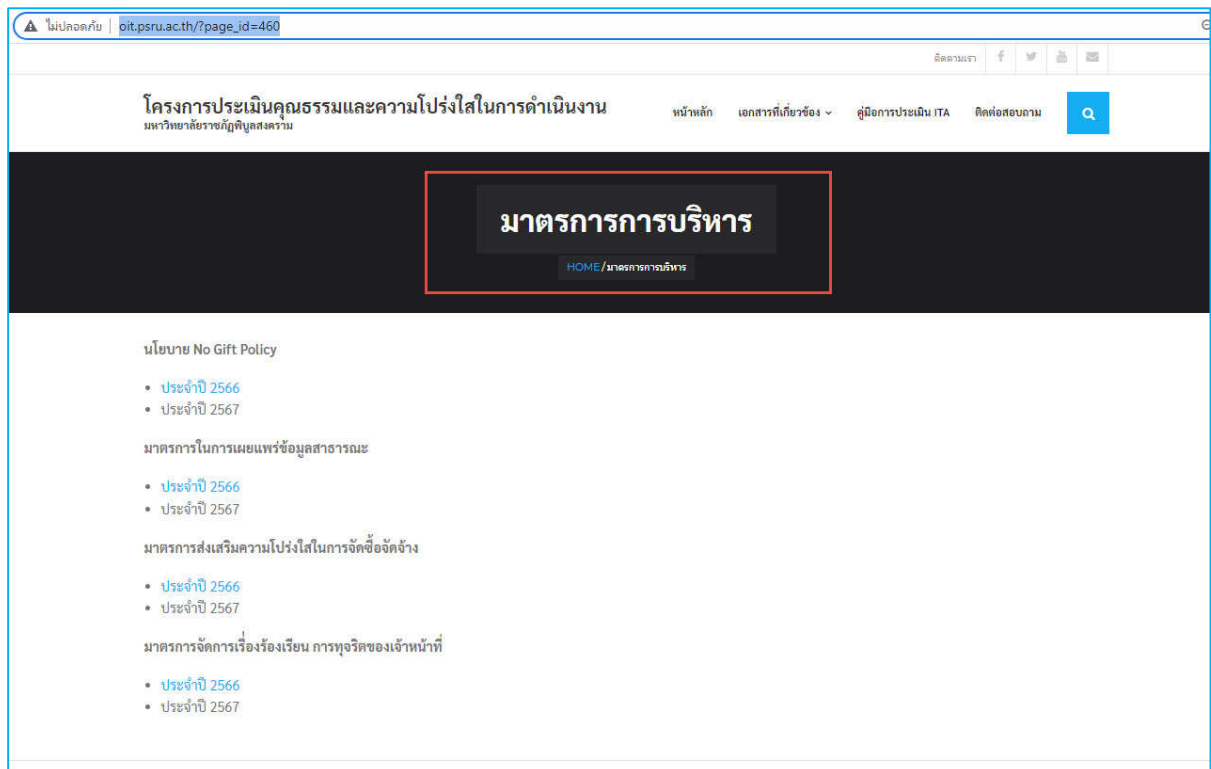 ไม่ปลอดภัย | oit.psru.ac.th/?page_id=460
ติดตามเรา
โครงการประเมินคุณธรรมและความโปร่งใสในการดำเนินงาน
มหาวิทยาลัยราชภัฏพิบูลสงคราม
หน้าหลัก เอกสารที่เกี่ยวข้อง คู่มือการประเมิน ITA ติดต่อสอบถาม
มาตรการการบริหาร
HOME/มาตรการการบริหาร
นโยบาย No Gift Policy
• ประจำปี 2566
• ประจำปี 2567
มาตรการในการเผยแพร่ข้อมูลสาธารณะ
• ประจำปี 2566
• ประจำปี 2567
มาตรการส่งเสริมความโปร่งใสในการจัดซื้อจัดจ้าง
• ประจำปี 2566
• ประจำปี 2567
มาตรการจัดการเรื่องร้องเรียน การทุจริตของเจ้าหน้าที่
• ประจำปี 2566
• ประจำปี 2567